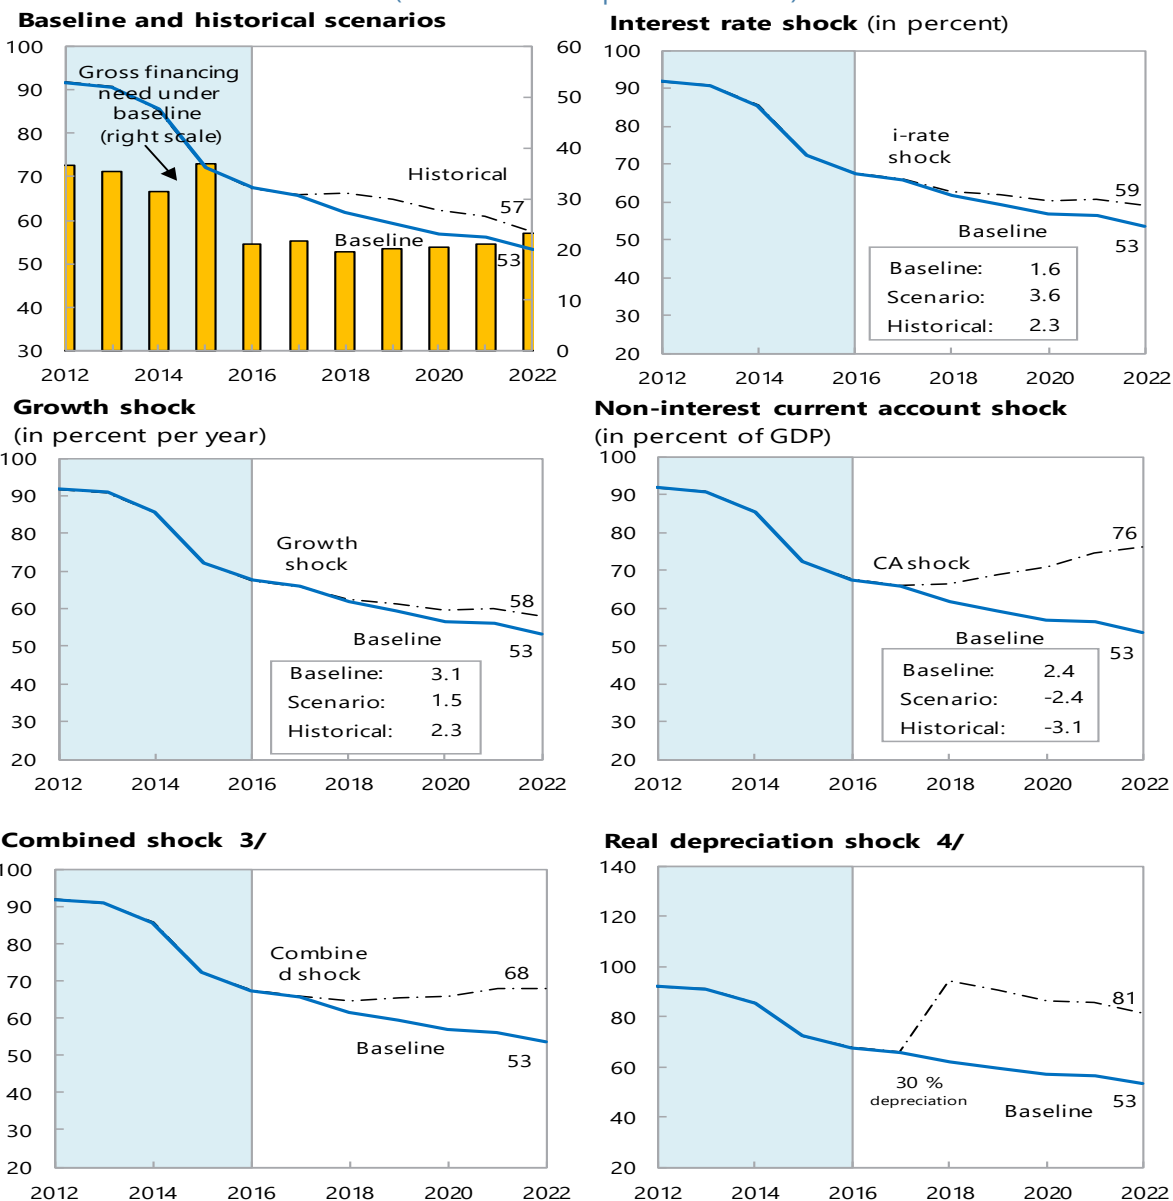 Baseline and historical scenarios
100
90
80
70
60
50
40
30
60
50
40
30
20
10
0
Gross financing
need under
baseline
(right scale)
Historical
57
Baseline
53
2012 2014 2016 2018 2020 2022
Interest rate shock (in percent)
100
90
80
70
60
50
40
30
20
i-rate
shock
59
Baseline
53
Baseline: 1.6
Scenario: 3.6
Historical: 2.3
2012 2014 2016 2018 2020 2022
Growth shock
(in percent per year)
100
90
80
70
60
50
40
30
20
Growth
shock
58
Baseline
53
Baseline: 3.1
Scenario: 1.5
Historical: 2.3
2012 2014 2016 2018 2020 2022
Non-interest current account shock
(in percent of GDP)
100
90
80
70
60
50
40
30
20
CA shock
76
Baseline
53
Baseline: 2.4
Scenario: -2.4
Historical: -3.1
2012 2014 2016 2018 2020 2022
Combined shock 3/
100
90
80
70
60
50
40
30
20
Combine
d shock
68
Baseline
53
2012 2014 2016 2018 2020 2022
Real depreciation shock 4/
140
120
100
80
60
40
20
81
30 %
depreciation
Baseline
53
2012 2014 2016 2018 2020 2022